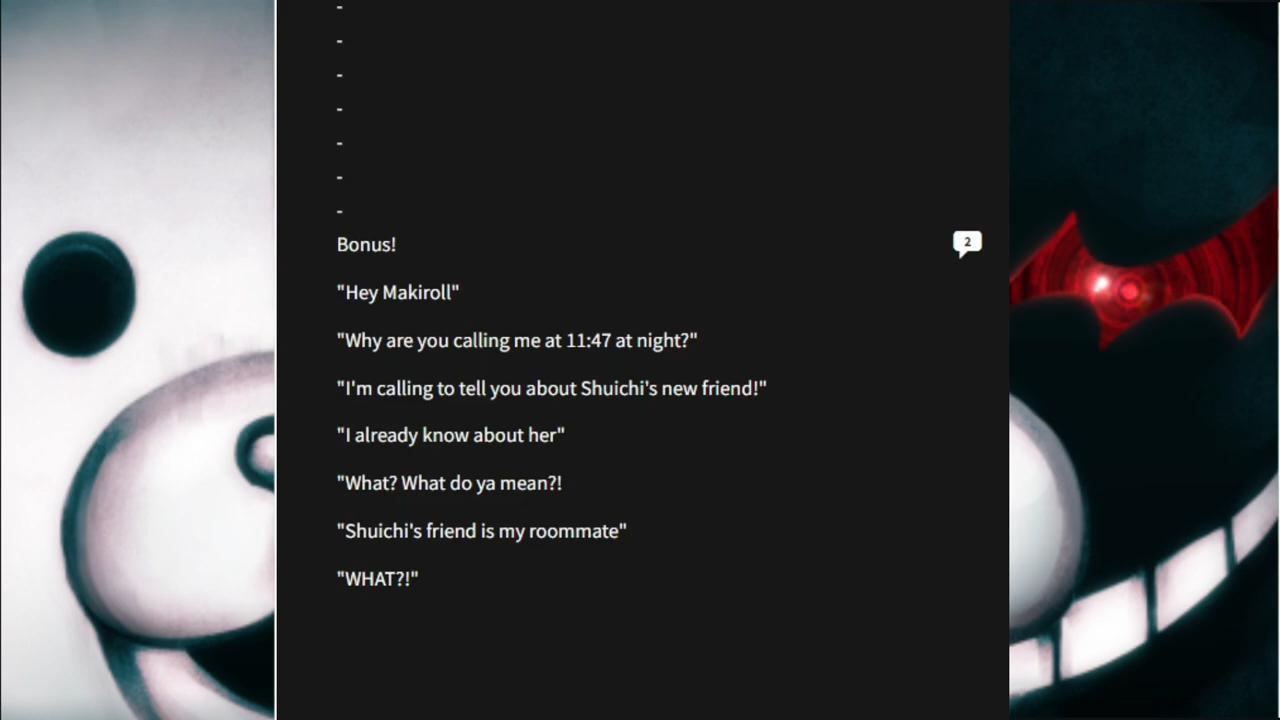 -
-
-
-
-
-
-
Bonus!
2
"Hey Makiroll"
"Why are you calling me at 11:47 at night?"
"I'm calling to tell you about Shuichi's new friend!"
"I already know about her"
"What? What do ya mean?!
"Shuichi's friend is my roommate"
"WHAT?!"